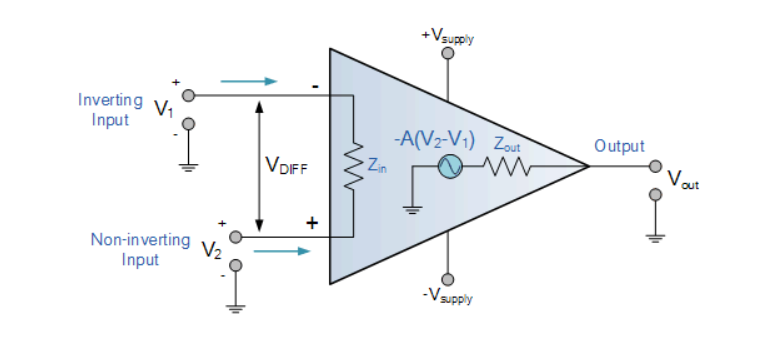 +Vsupply
+
-
Inverting
Input
V1
-
-A(V2-V1)
Zout
Output
VDIFF
Zin
Vout
+
+
Non-inverting
Input
V2
-
-Vsupply